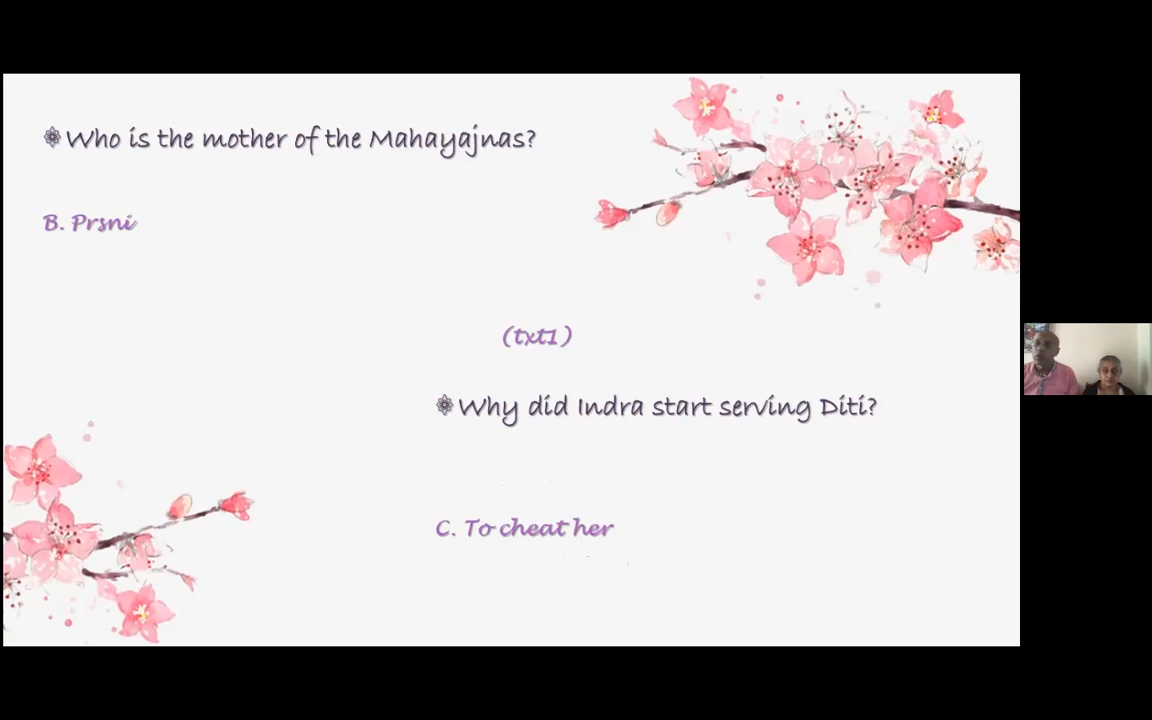 Who is the mother of the Mahayajnas?
B. Prsni
(txt1)
Why did Indra start serving Diti?
C. To cheat her